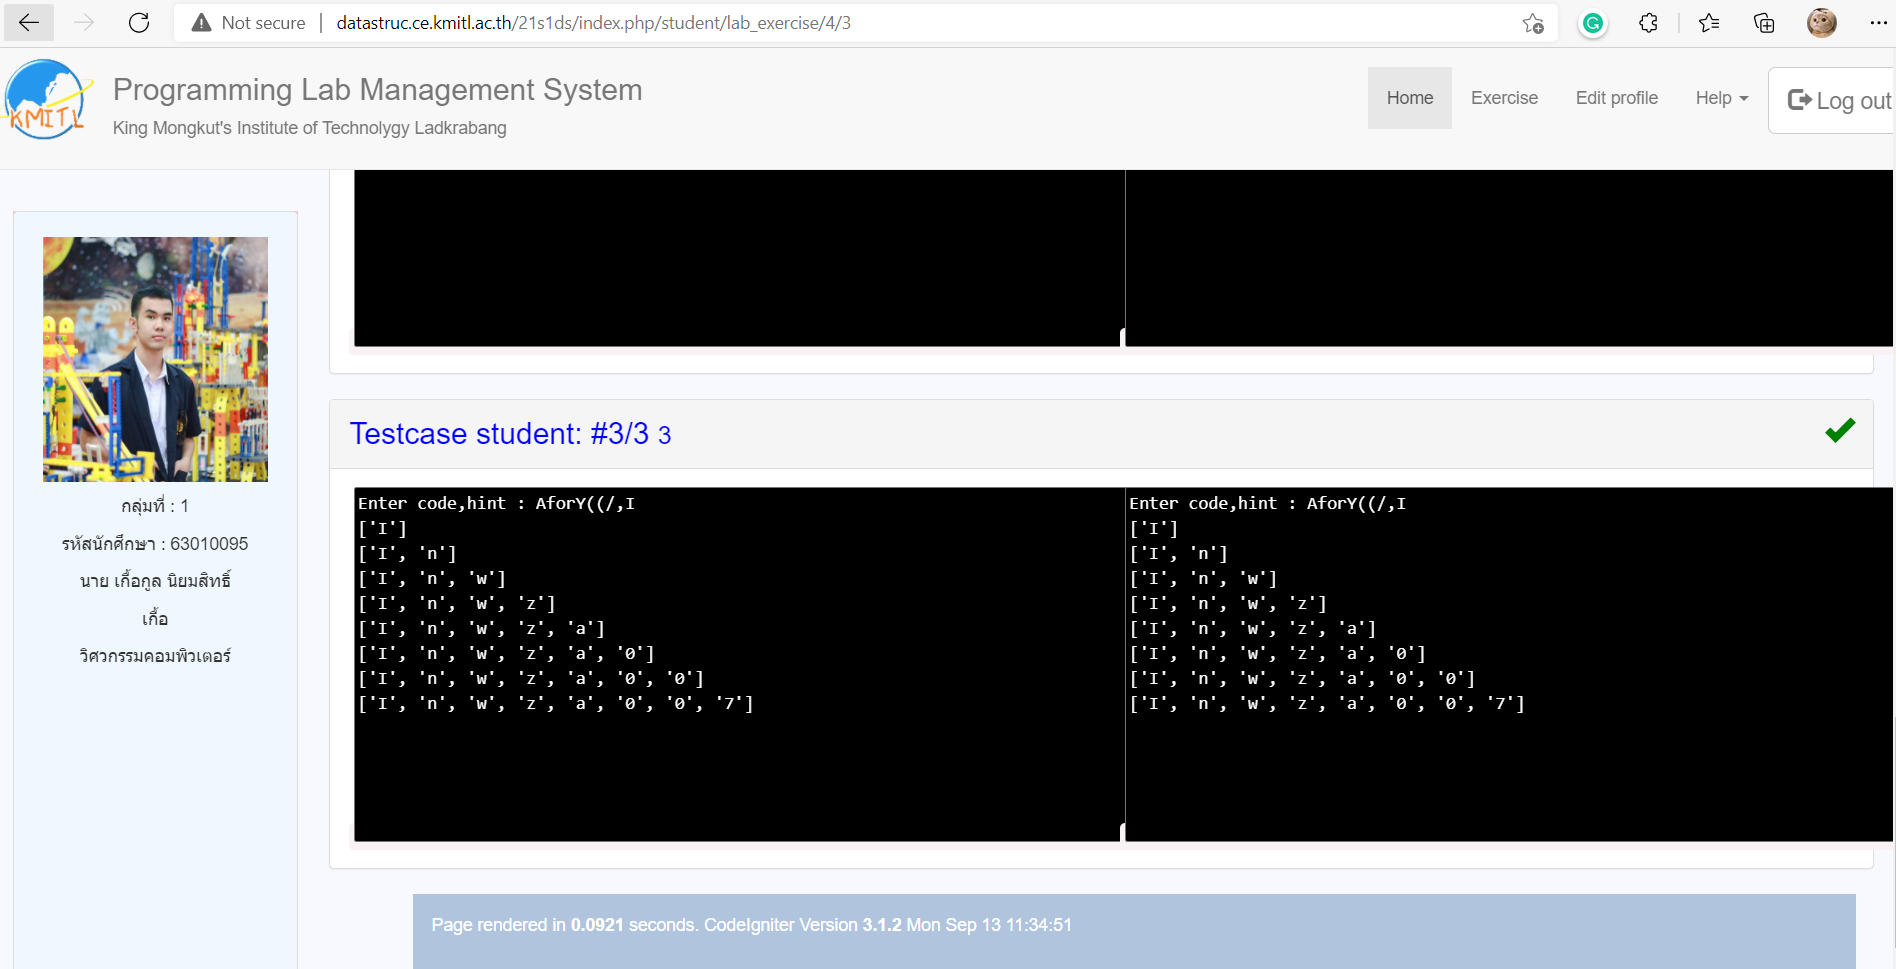 Not secure | datastruc.ce.kmitl.ac.th/21s1ds/index.php/student/lab_exercise/4/3
KMITL
Programming Lab Management System
King Mongkut's Institute of Technolygy Ladkrabang
Home
Exercise
Edit profile
Help
Log out
กลุ่มที่ : 1
รหัสนักศึกษา : 63010095
นาย เกื้อกูล นิยมสิทธิ์
เกื้อ
วิศวกรรมคอมพิวเตอร์
Testcase student: #3/3 3
Enter code,hint : AforY((/,I
['I']
['I', 'n']
['I', 'n', 'w']
['I', 'n', 'w', 'z']
['I', 'n', 'w', 'z', 'a']
['I', 'n', 'w', 'z', 'a', '0']
['I', 'n', 'w', 'z', 'a', '0', '0']
['I', 'n', 'w', 'z', 'a', '0', '0', '7']
Enter code,hint : AforY((/,I
['I']
['I', 'n']
['I', 'n', 'w']
['I', 'n', 'w', 'z']
['I', 'n', 'w', 'z', 'a']
['I', 'n', 'w', 'z', 'a', '0']
['I', 'n', 'w', 'z', 'a', '0', '0']
['I', 'n', 'w', 'z', 'a', '0', '0', '7']
Page rendered in 0.0921 seconds. CodeIgniter Version 3.1.2 Mon Sep 13 11:34:51